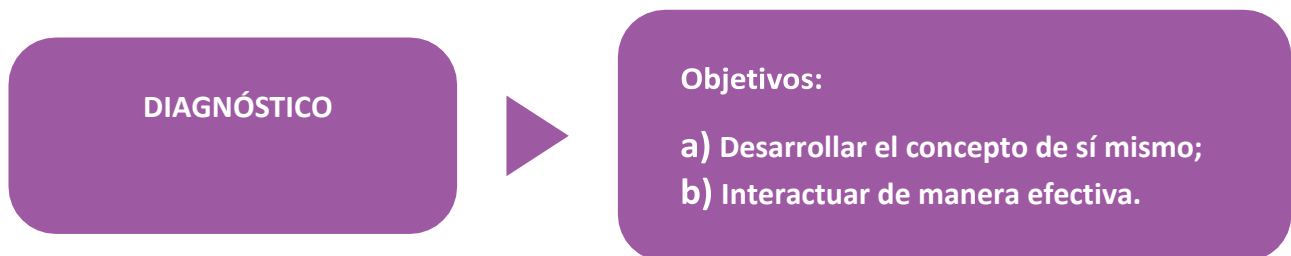 DIAGNÓSTICO
Objetivos:
a) Desarrollar el concepto de sí mismo;
b) Interactuar de manera efectiva.